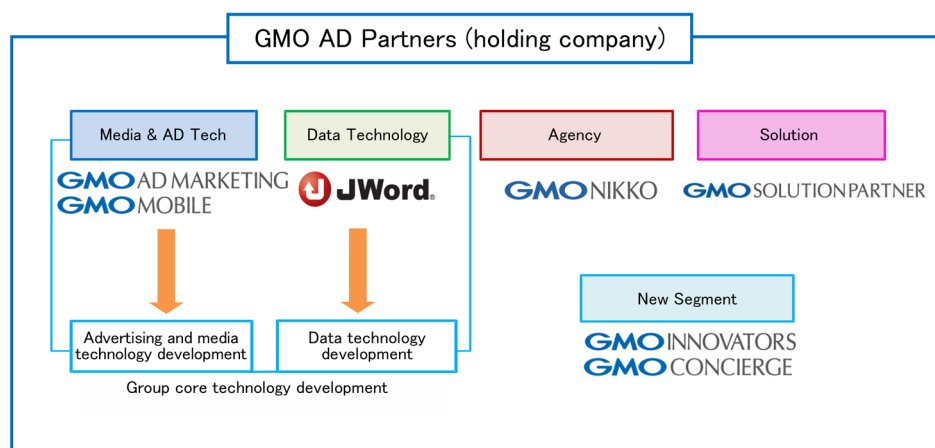 GMO AD Partners (holding company)
Media & AD Tech
Data Technology
Agency
Solution
GMO AD MARKETING
GMO MOBILE
JWord®
GMO NIKKO
GMO SOLUTIONPARTNER
New Segment
GMO INNOVATORS
GMO CONCIERGE
Advertising and media
technology development
Data technology
development
Group core technology development